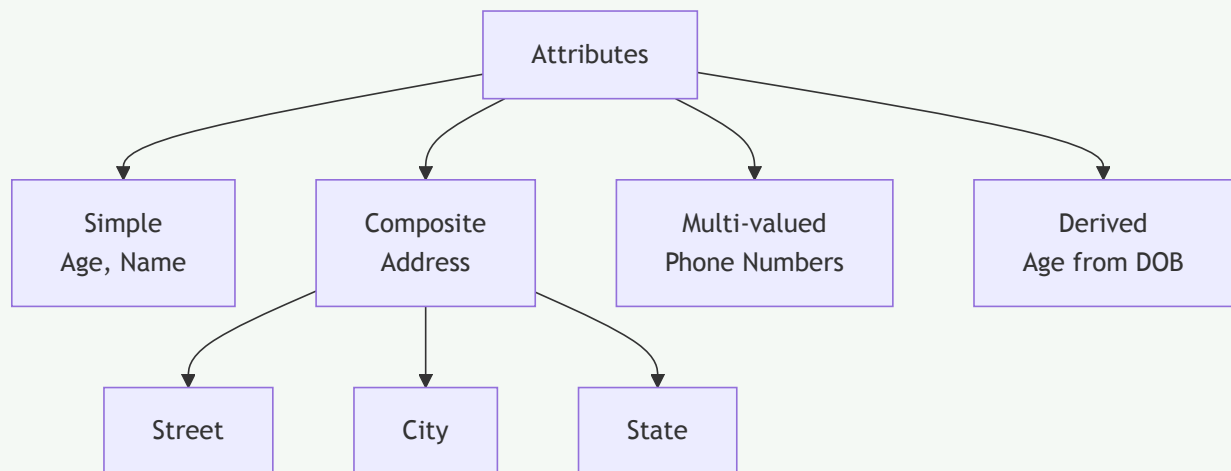 Attributes
Simple
Age, Name
Composite
Address
Multi-valued
Phone Numbers
Derived
Age from DOB
Street
City
State